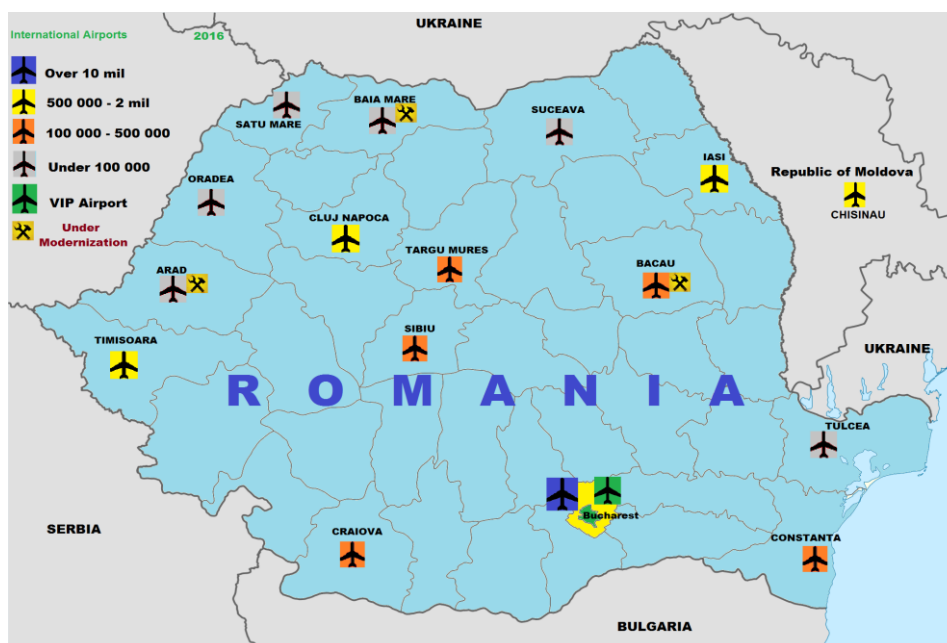 UKRAINE
International Airports 2016
Over 10 mil
500 000 - 2 mil
100 000 - 500 000
Under 100 000
VIP Airport
Under
Modernization
SATU MARE
BAIA MARE
SUCEAVA
IASI
Republic of Moldova
CHISINAU
ORADEA
CLUJ NAPOCA
TARGU MURES
BACAU
ARAD
TIMISOARA
SIBIU
UKRAINE
ROMANIA
TULCEA
Bucharest
SERBIA
CRAIOVA
CONSTANTA
BULGARIA